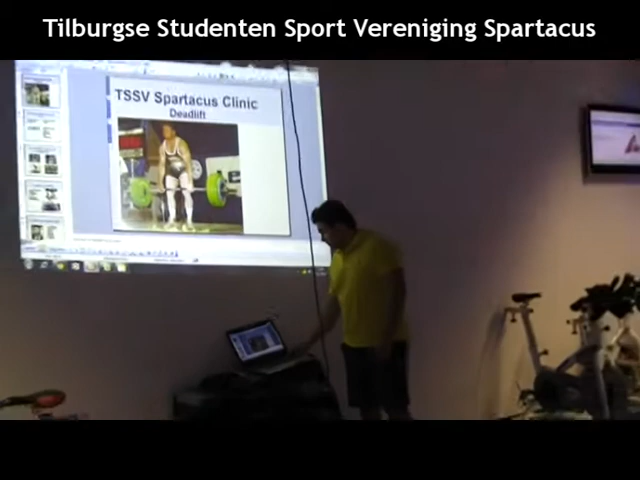 Tilburgse Studenten Sport Vereniging Spartacus
TSSV Spartacus Clinic
Deadlift